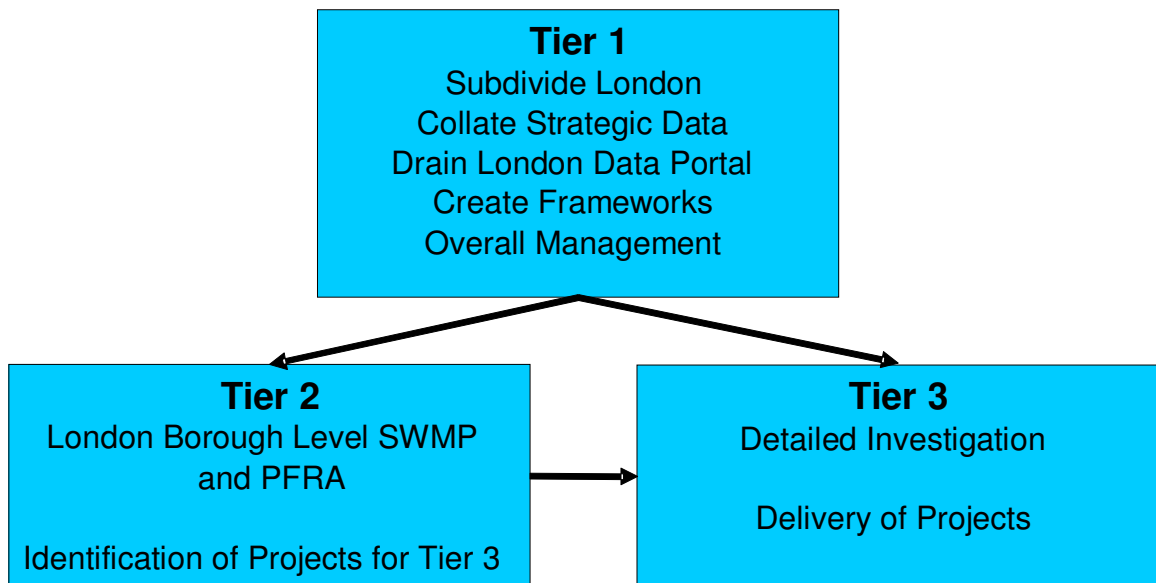 Tier 1
Subdivide London
Collate Strategic Data
Drain London Data Portal
Create Frameworks
Overall Management
Tier 2
London Borough Level SWMP
and PFRA
Identification of Projects for Tier 3
Tier 3
Detailed Investigation
Delivery of Projects